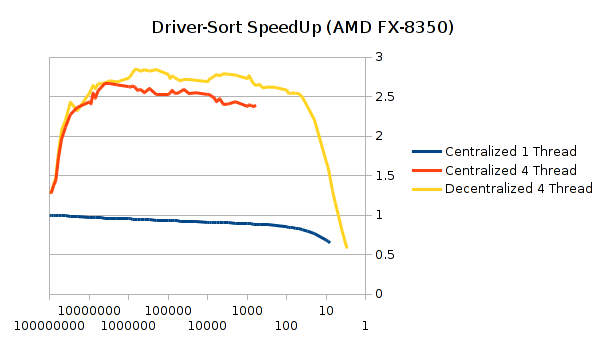 Driver-Sort SpeedUp (AMD FX-8350)
3
2.5
2
1.5
1
0.5
0
Centralized 1 Thread
Centralized 4 Thread
Decentralized 4 Thread
10000000 100000 1000 10
100000000 1000000 10000 100 1